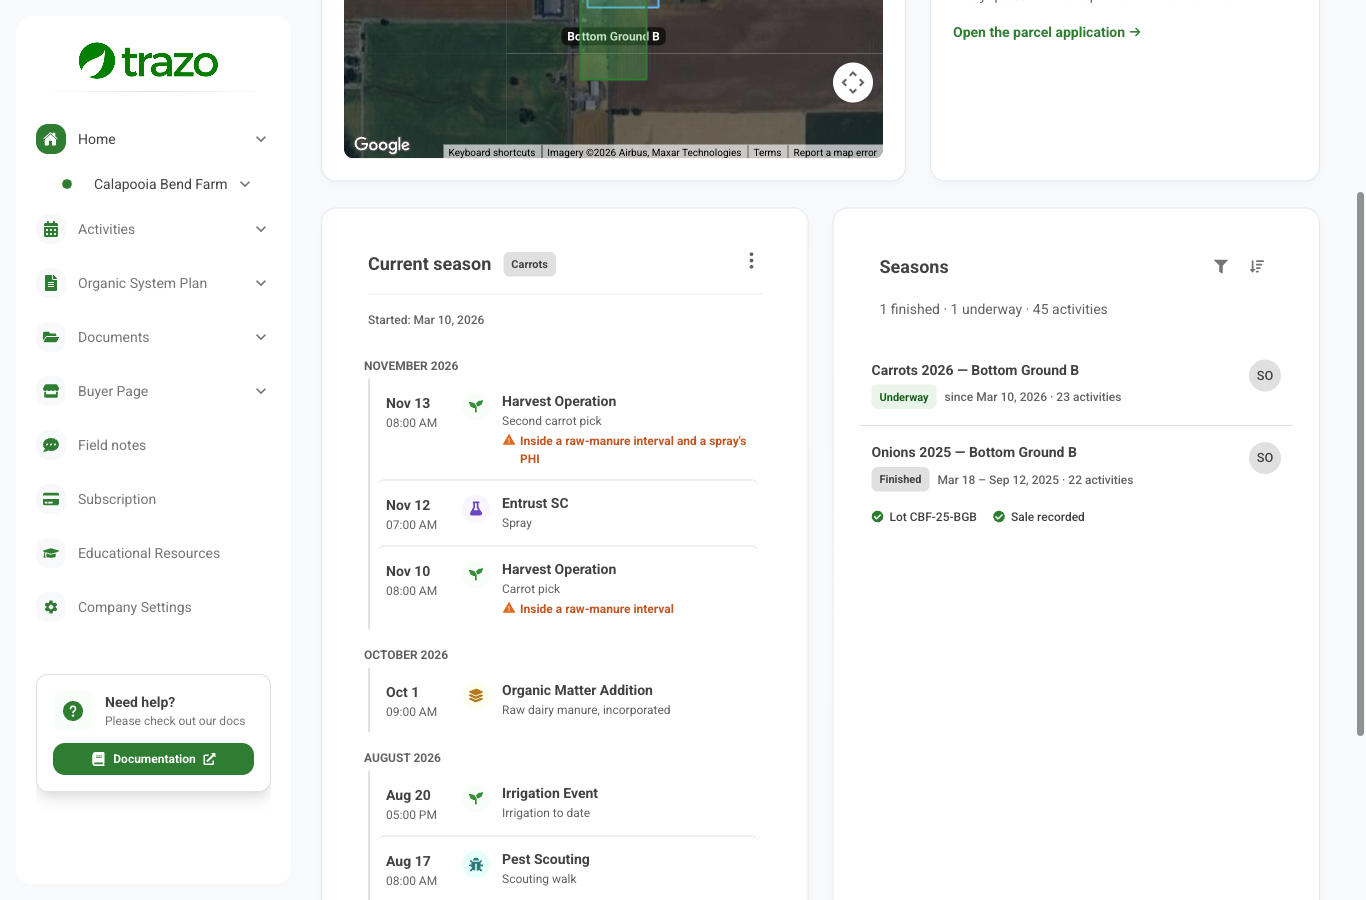 trazo
Home
Calapooia Bend Farm
Activities
Organic System Plan
Documents
Buyer Page
Field notes
Subscription
Educational Resources
Company Settings
Need help?
Please check out our docs
Documentation
Bottom Ground B
Google
Keyboard shortcuts
Imagery ©2026 Airbus, Maxar Technologies
Terms
Report a map error
Open the parcel application →
Current season
Carrots
Started: Mar 10, 2026
NOVEMBER 2026
Nov 13
08:00 AM
Harvest Operation
Second carrot pick
Inside a raw-manure interval and a spray's
PHI
Nov 12
07:00 AM
Entrust SC
Spray
Nov 10
08:00 AM
Harvest Operation
Carrot pick
Inside a raw-manure interval
OCTOBER 2026
Oct 1
09:00 AM
Organic Matter Addition
Raw dairy manure, incorporated
AUGUST 2026
Aug 20
05:00 PM
Irrigation Event
Irrigation to date
Aug 17
08:00 AM
Pest Scouting
Scouting walk
Seasons
1 finished · 1 underway · 45 activities
Carrots 2026 — Bottom Ground B
SO
Underway
since Mar 10, 2026 · 23 activities
Onions 2025 — Bottom Ground B
SO
Finished
Mar 18 – Sep 12, 2025 · 22 activities
Lot CBF-25-BGB
Sale recorded